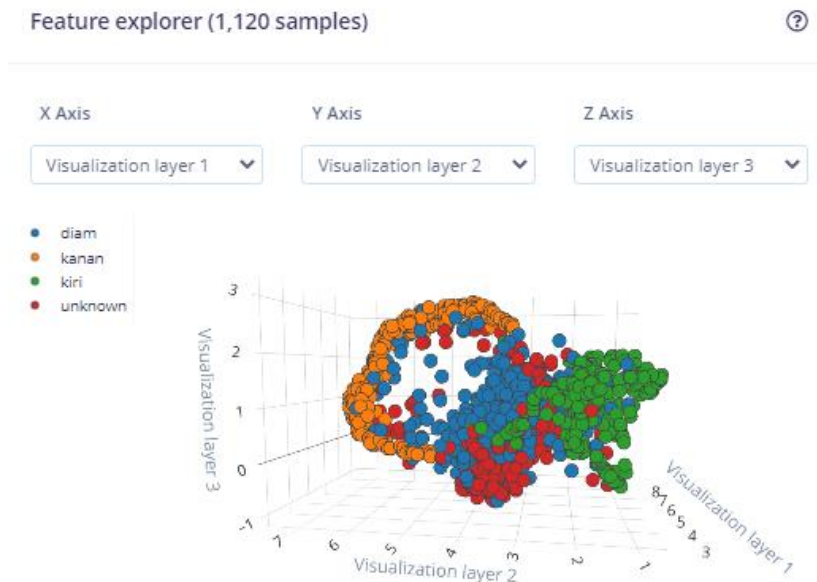 Feature explorer (1,120 samples)
X Axis Y Axis Z Axis
Visualization layer 1 Visualization layer 2 Visualization layer 3
diam
kanan
kiri
unknown
3
2
1
0
-1
Visualization layer 3
7 6 5 4 3 2 1
Visualization layer 2
8 7 6 5 4 3
Visualization layer 1